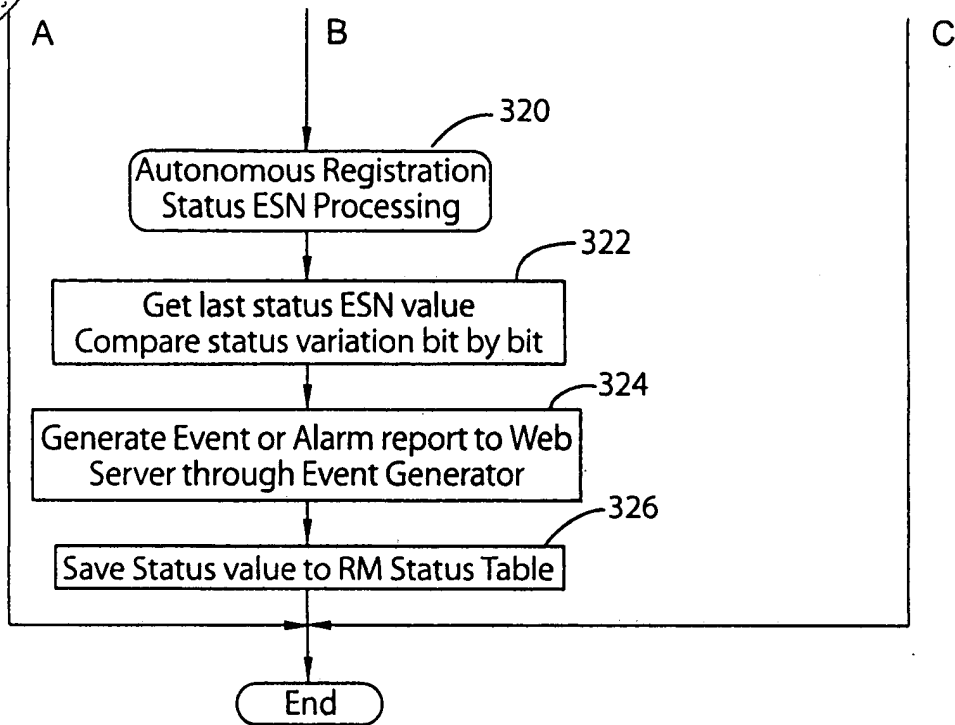 A
B
C
320
Autonomous Registration
Status ESN Processing
322
Get last status ESN value
Compare status variation bit by bit
324
Generate Event or Alarm report to Web
Server through Event Generator
326
Save Status value to RM Status Table
End